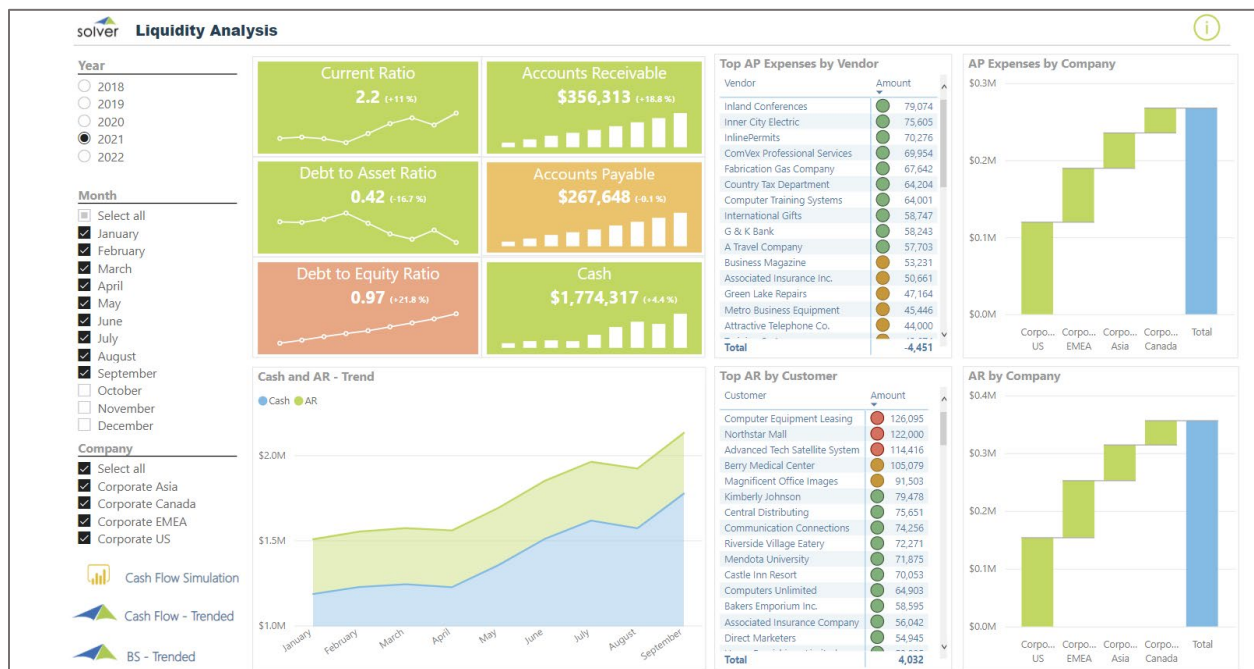 solver Liquidity Analysis
i
Year
2018
2019
2020
2021
2022
Month
Select all
January
February
March
April
May
June
July
August
September
October
November
December
Company
Select all
Corporate Asia
Corporate Canada
Corporate EMEA
Corporate US
Cash Flow Simulation
Cash Flow - Trended
BS - Trended
Current Ratio
2.2 (+11 %)
Accounts Receivable
$356,313 (+18.8 %)
Debt to Asset Ratio
0.42 (-16.7 %)
Accounts Payable
$267,648 (-0.1 %)
Debt to Equity Ratio
0.97 (+21.8 %)
Cash
$1,774,317 (+4.4 %)
Cash and AR - Trend
Cash AR
$2.0M
$1.5M
$1.0M
January February March April May June July August September
Top AP Expenses by Vendor
Vendor Amount
Inland Conferences 79,074
Inner City Electric 75,605
InlinePermits 70,276
ComVex Professional Services 69,954
Fabrication Gas Company 67,642
Country Tax Department 64,204
Computer Training Systems 64,001
International Gifts 58,747
G & K Bank 58,243
A Travel Company 57,703
Business Magazine 53,231
Associated Insurance Inc. 50,661
Green Lake Repairs 47,164
Metro Business Equipment 45,446
Attractive Telephone Co. 44,000
Total -4,451
Top AR by Customer
Customer Amount
Computer Equipment Leasing 126,095
Northstar Mall 122,000
Advanced Tech Satellite System 114,416
Berry Medical Center 105,079
Magnificent Office Images 91,503
Kimberly Johnson 79,478
Central Distributing 75,651
Communication Connections 74,256
Riverside Village Eatery 72,271
Mendota University 71,875
Castle Inn Resort 70,053
Computers Unlimited 64,903
Bakers Emporium Inc. 58,595
Associated Insurance Company 56,042
Direct Marketers 54,945
Total 4,032
AP Expenses by Company
$0.3M
$0.2M
$0.1M
$0.0M
Corpo... Corpo... Corpo... Corpo... Total
US EMEA Asia Canada
AR by Company
$0.4M
$0.3M
$0.2M
$0.1M
$0.0M
Corpo... Corpo... Corpo... Corpo... Total
US EMEA Asia Canada